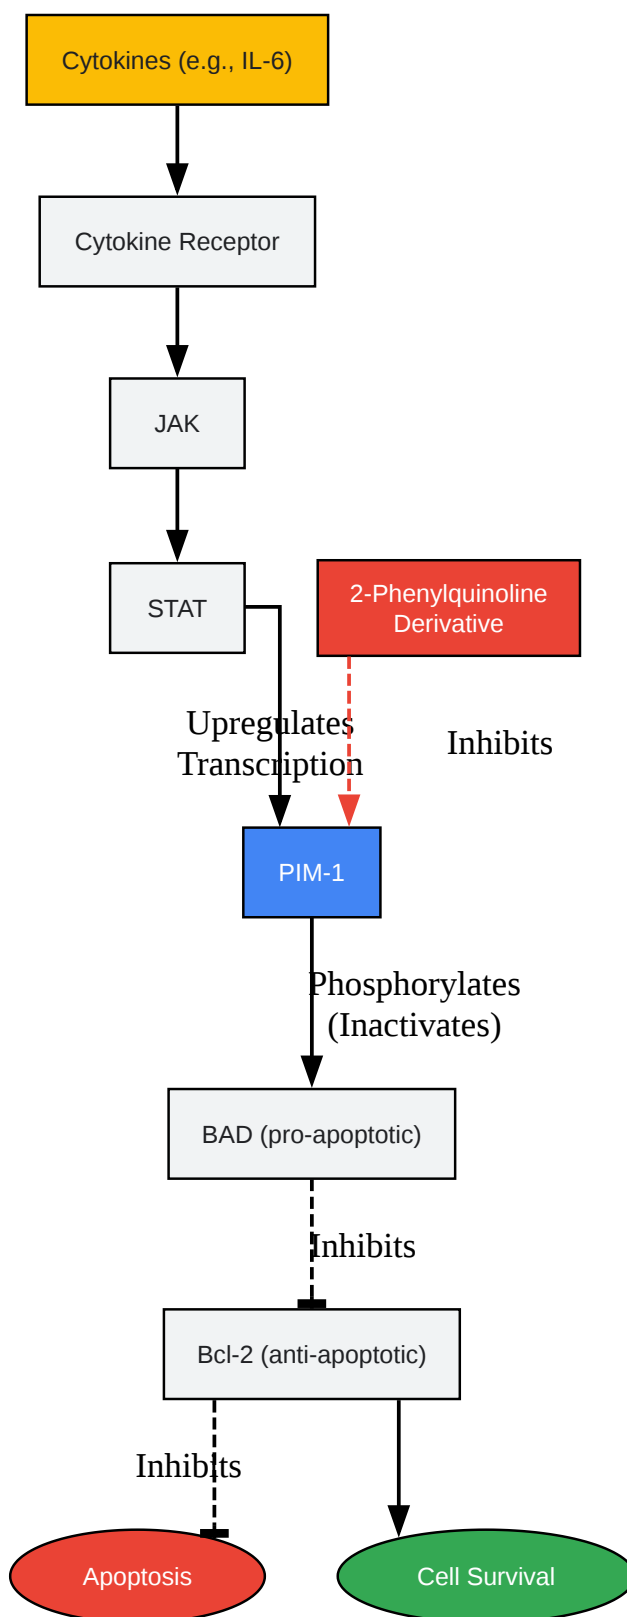 Cytokines (e.g., IL-6)
Cytokine Receptor
JAK
STAT
2-Phenylquinoline
Derivative
Upregulates
Transcription
Inhibits
PIM-1
Phosphorylates
(Inactivates)
BAD (pro-apoptotic)
Inhibits
Bcl-2 (anti-apoptotic)
Inhibits
Apoptosis
Cell Survival